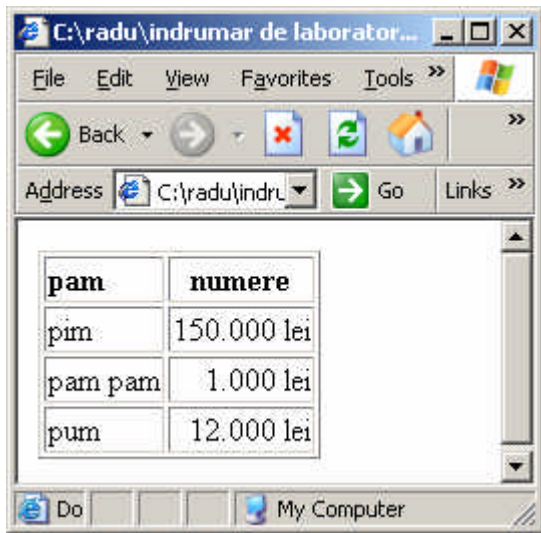 C:\radu\indrumar de laborator...
File Edit View Favorites Tools »
Back »
Address C:\radu\indru Go Links »
pam numere
pim 150.000 lei
pam pam 1.000 lei
pum 12.000 lei
Do My Computer